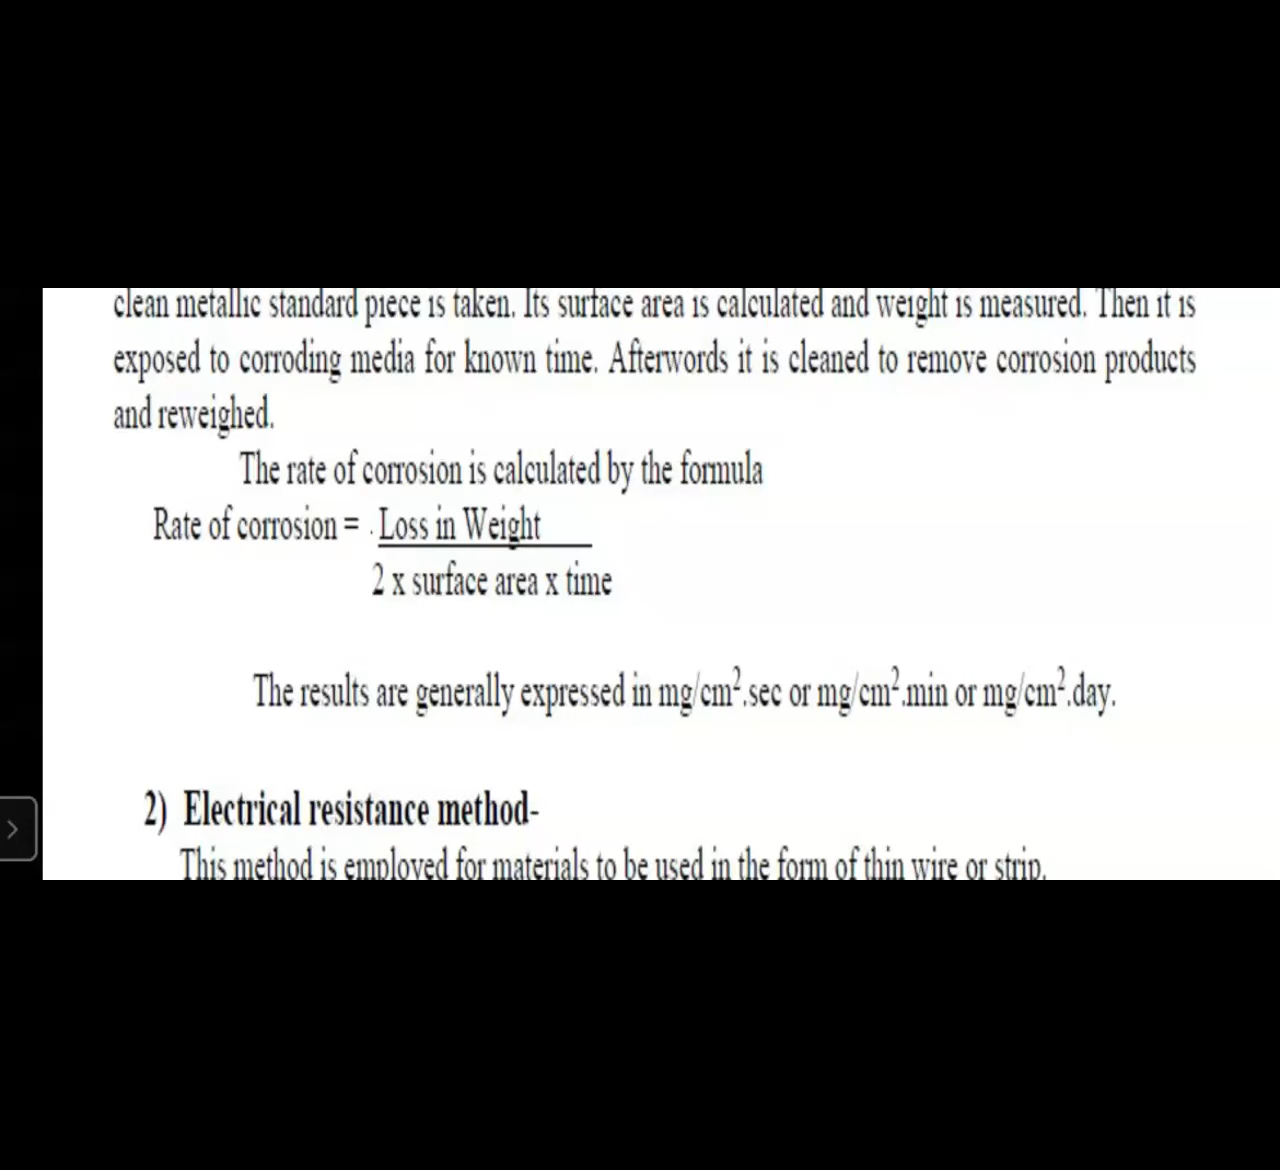 clean metallic standard piece is taken. Its surface area is calculated and weight is measured. Then it is
exposed to corroding media for known time. Afterwords it is cleaned to remove corrosion products
and reweighed.
The rate of corrosion is calculated by the formula
Rate of corrosion = Loss in Weight
2 x surface area x time
The results are generally expressed in mg/cm².sec or mg/cm².min or mg/cm².day.
2) Electrical resistance method-
This method is employed for materials to be used in the form of thin wire or strip.